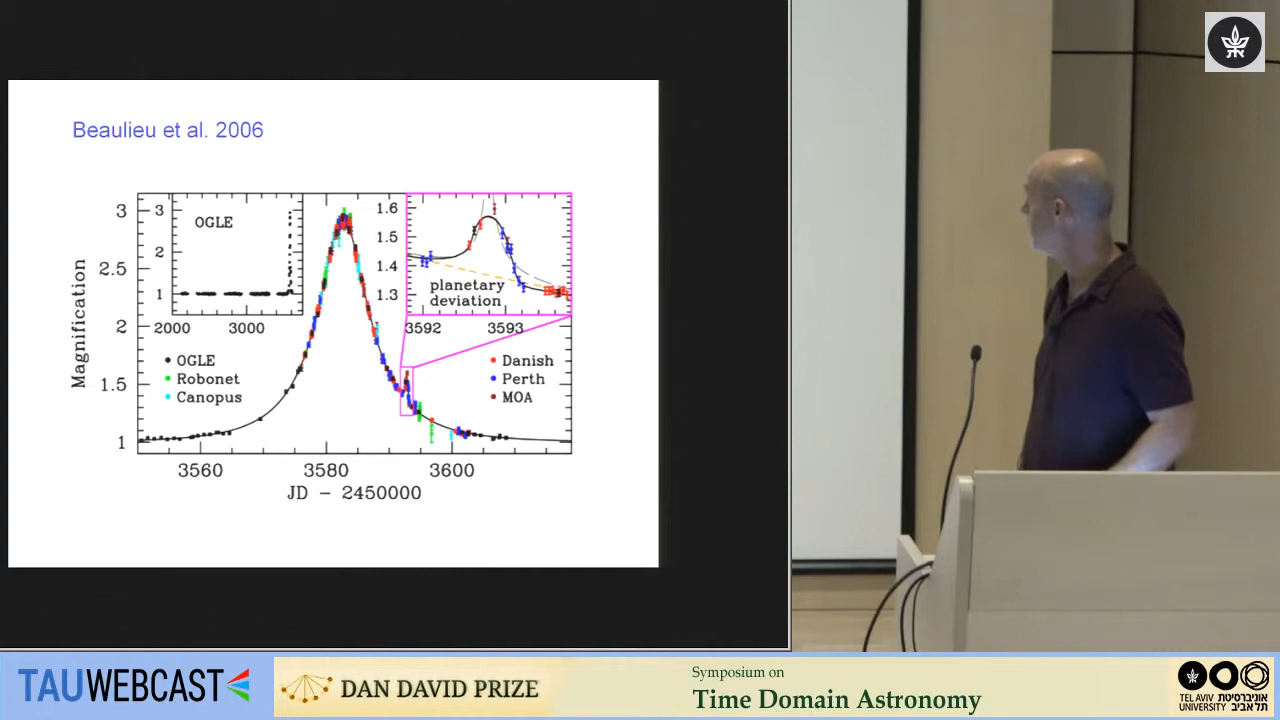 Beaulieu et al. 2006
Magnification
3
2.5
2
1.5
1
3560
3580
3600
JD − 2450000
OGLE
3
2
1
2000
3000
OGLE
Robonet
Canopus
1.6
1.5
1.4
1.3
planetary
deviation
3592
3593
Danish
Perth
MOA
TAUWEBCAST
DAN DAVID PRIZE
Symposium on
Time Domain Astronomy
TEL AVIV אוניברסיטת
UNIVERSITY תל אביב